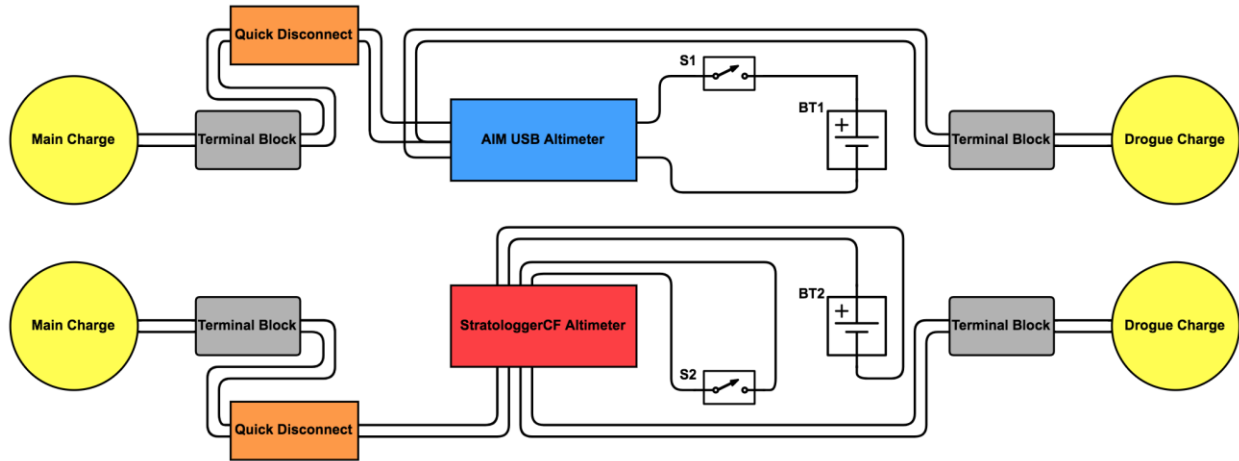 Quick Disconnect
S1
BT1
+
Main Charge
Terminal Block
AIM USB Altimeter
Terminal Block
Drogue Charge
BT2
+
Main Charge
Terminal Block
StratologgerCF Altimeter
Terminal Block
Drogue Charge
S2
Quick Disconnect